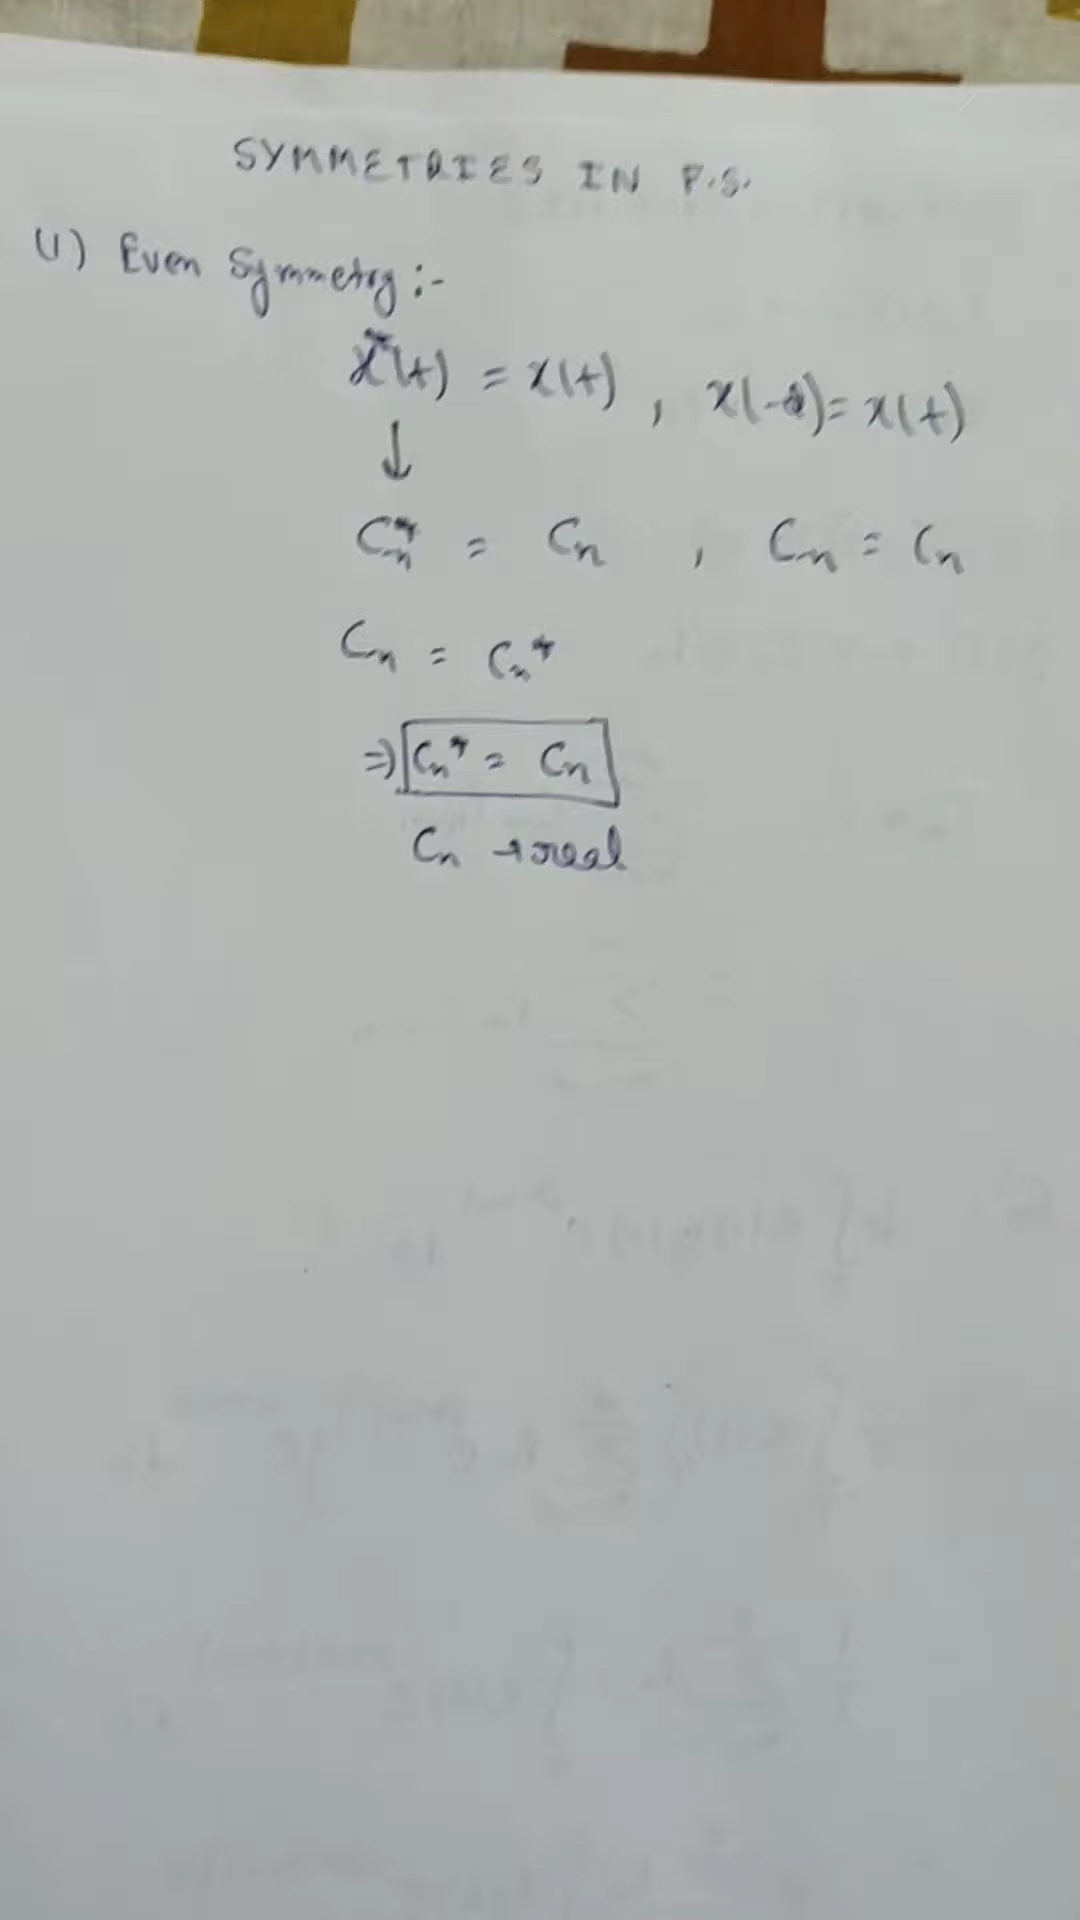 SYMMETRIES IN F.S.
(1) Even Symmetry :-
x*(t) = x(t) , x(-t) = x(t)
↓
Cn* = Cn , Cn = Cn
Cn = Cn*
⇒ Cn* = Cn
Cn → real